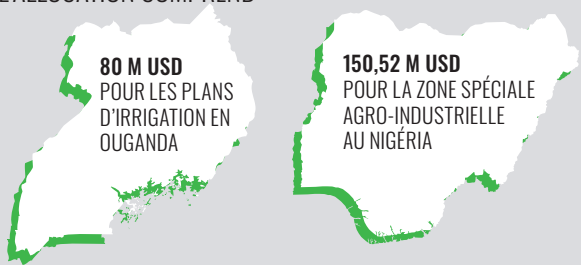 80 M USD
POUR LES PLANS
D'IRRIGATION EN
OUGANDA
150,52 M USD
POUR LA ZONE SPÉCIALE
AGRO-INDUSTRIELLE
AU NIGÉRIA